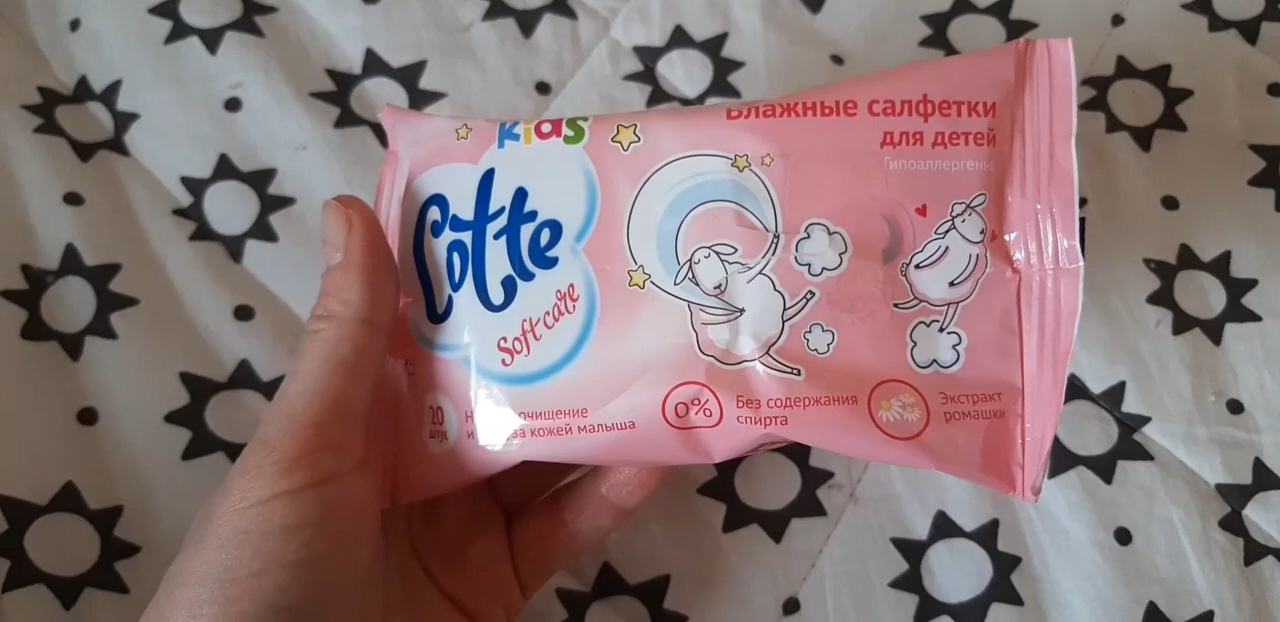 kids
Cotte
Soft care
Влажные салфетки
для детей
20
штук
очищение
и кожей малыша
0%
Без содержания
спирта
Экстракт
ромашки